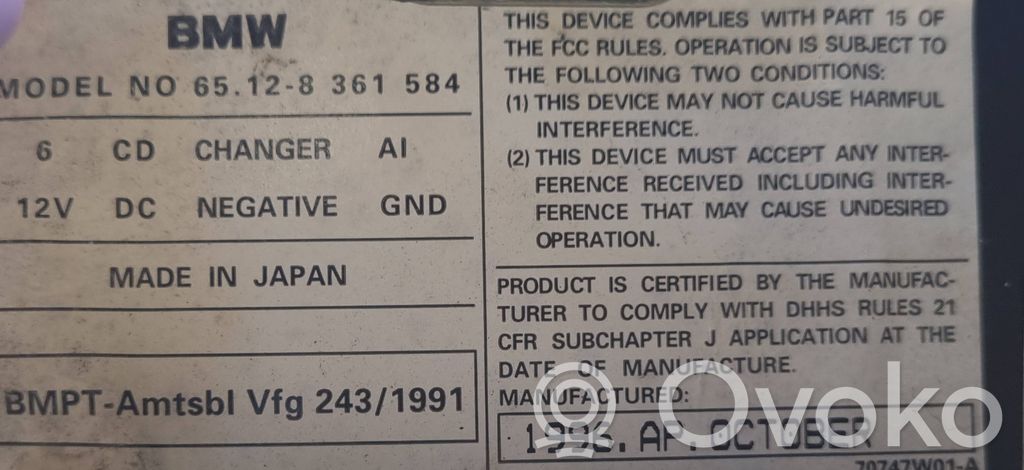 BMW
MODEL NO 65.12-8 361 584
6 CD CHANGER AI
12V DC NEGATIVE GND
MADE IN JAPAN
BMPT-Amtsbl Vfg 243/1991
THIS DEVICE COMPLIES WITH PART 15 OF
THE FCC RULES. OPERATION IS SUBJECT TO
THE FOLLOWING TWO CONDITIONS:
(1) THIS DEVICE MAY NOT CAUSE HARMFUL
INTERFERENCE.
(2) THIS DEVICE MUST ACCEPT ANY INTER-
FERENCE RECEIVED INCLUDING INTER-
FERENCE THAT MAY CAUSE UNDESIRED
OPERATION.
PRODUCT IS CERTIFIED BY THE MANUFAC-
TURER TO COMPLY WITH DHHS RULES 21
CFR SUBCHAPTER J APPLICATION AT THE
DATE OF MANUFACTURE.
MANUFACTURED:
1996. AP. OCTOBER
70747W01-A
Ovoko